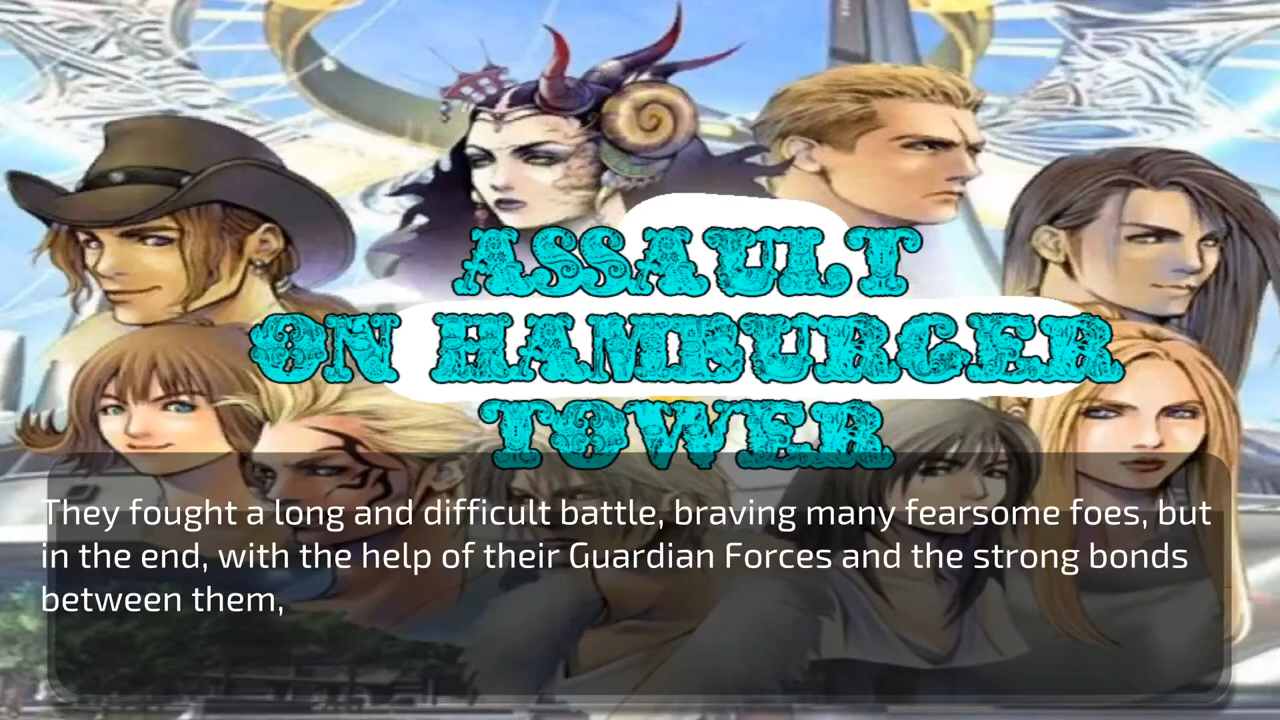 ASSAULT
ON HAMBURGER
TOWER
They fought a long and difficult battle, braving many fearsome foes, but
in the end, with the help of their Guardian Forces and the strong bonds
between them,